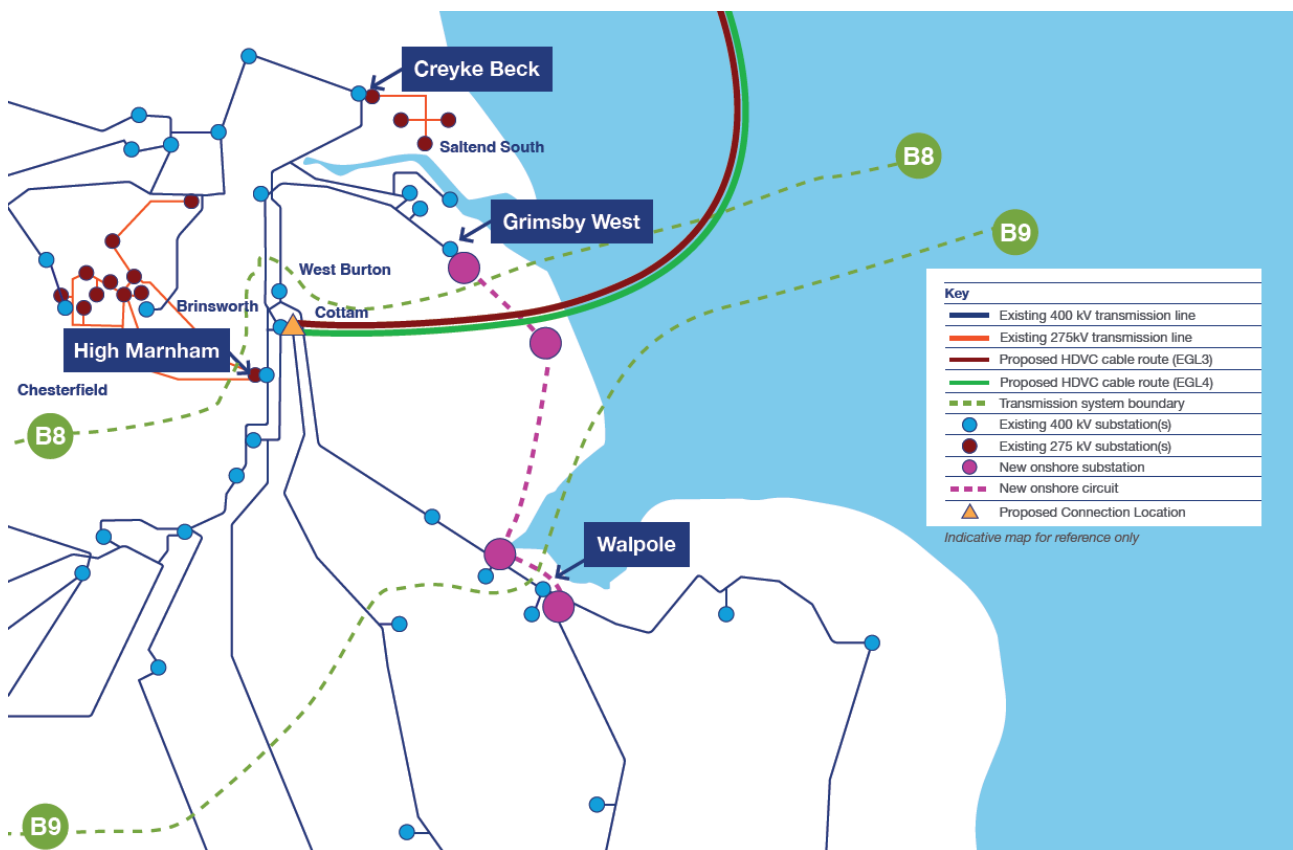 Creyke Beck
Saltend South
B8
Grimsby West
B9
West Burton
Brinsworth
Cottam
High Marnham
Chesterfield
B8
Key
Existing 400 kV transmission line
Existing 275kV transmission line
Proposed HDVC cable route (EGL3)
Proposed HDVC cable route (EGL4)
Transmission system boundary
Existing 400 kV substation(s)
Existing 275 kV substation(s)
New onshore substation
New onshore circuit
Proposed Connection Location
Indicative map for reference only
Walpole
B9